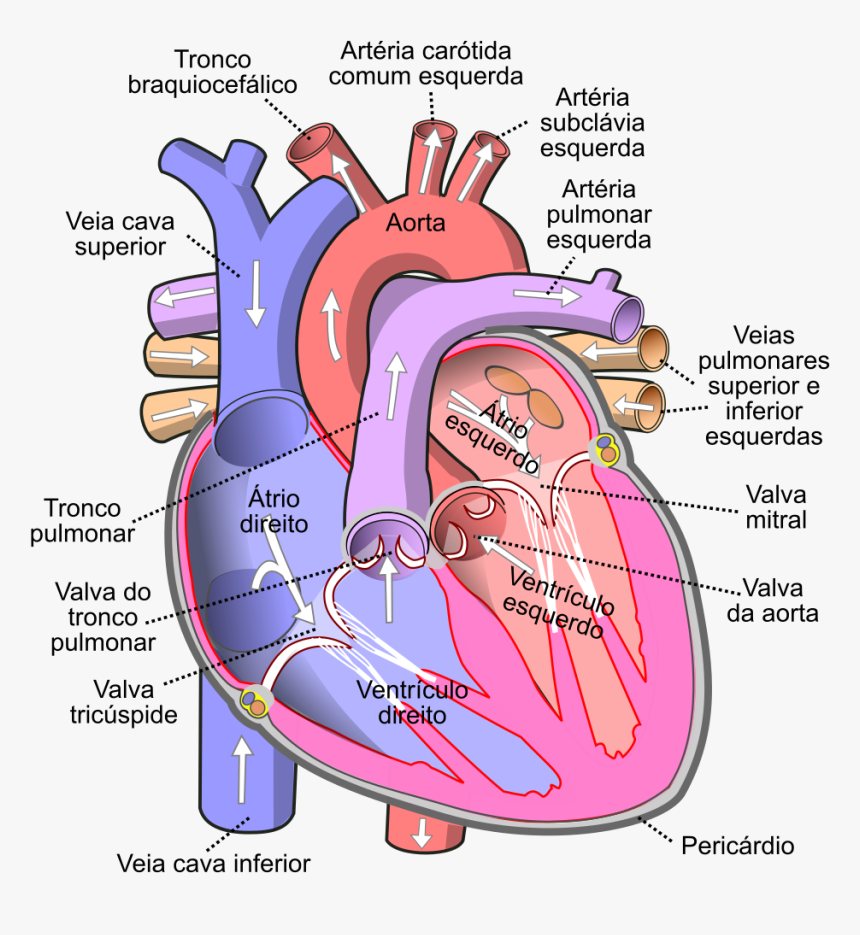 Tronco
braquiocefálico
Artéria carótida
comum esquerda
Artéria
subclávia
esquerda
Artéria
pulmonar
esquerda
Aorta
Veia cava
superior
Veias
pulmonares
superior e
inferior
esquerdas
Átrio
esquerdo
Átrio
direito
Valva
mitral
Tronco
pulmonar
Ventrículo
esquerdo
Valva
da aorta
Valva do
tronco
pulmonar
Valva
tricúspide
Ventrículo
direito
Pericárdio
Veia cava inferior